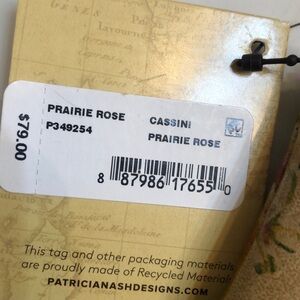 PRAIRIE ROSE
P349254
CASSINI
PRAIRIE ROSE
$79.00
8 87986 17655 0
This tag and other packaging materials
are proudly made of Recycled Materials
PATRICIANASHDESIGNS.COM